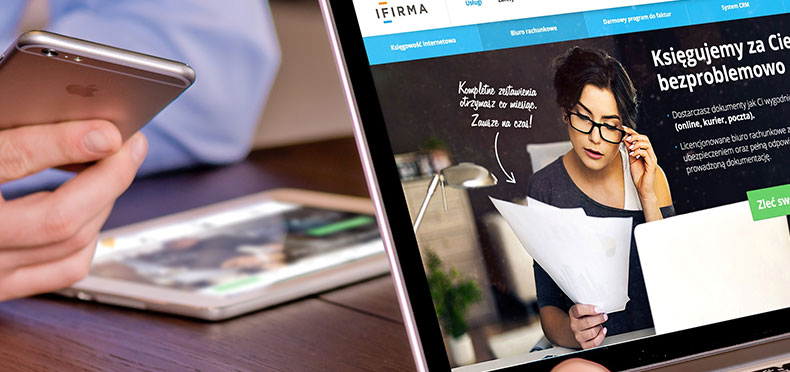 IFIRMA
Usługi
Księgowość internetowa
Biuro rachunkowe
Darmowy program do faktur
System CRM
Księgujemy za Cie
bezproblemowo
Kompletne zestawienia
otrzymasz co miesiąc.
Zawsze na czas!
Dostarczasz dokumenty jak Ci wygodni
(online, kurier, poczta).
Licencjonowane biuro rachunkowe z
ubezpieczeniem oraz pełną odpowie
prowadzoną dokumentację.
Zleć sw